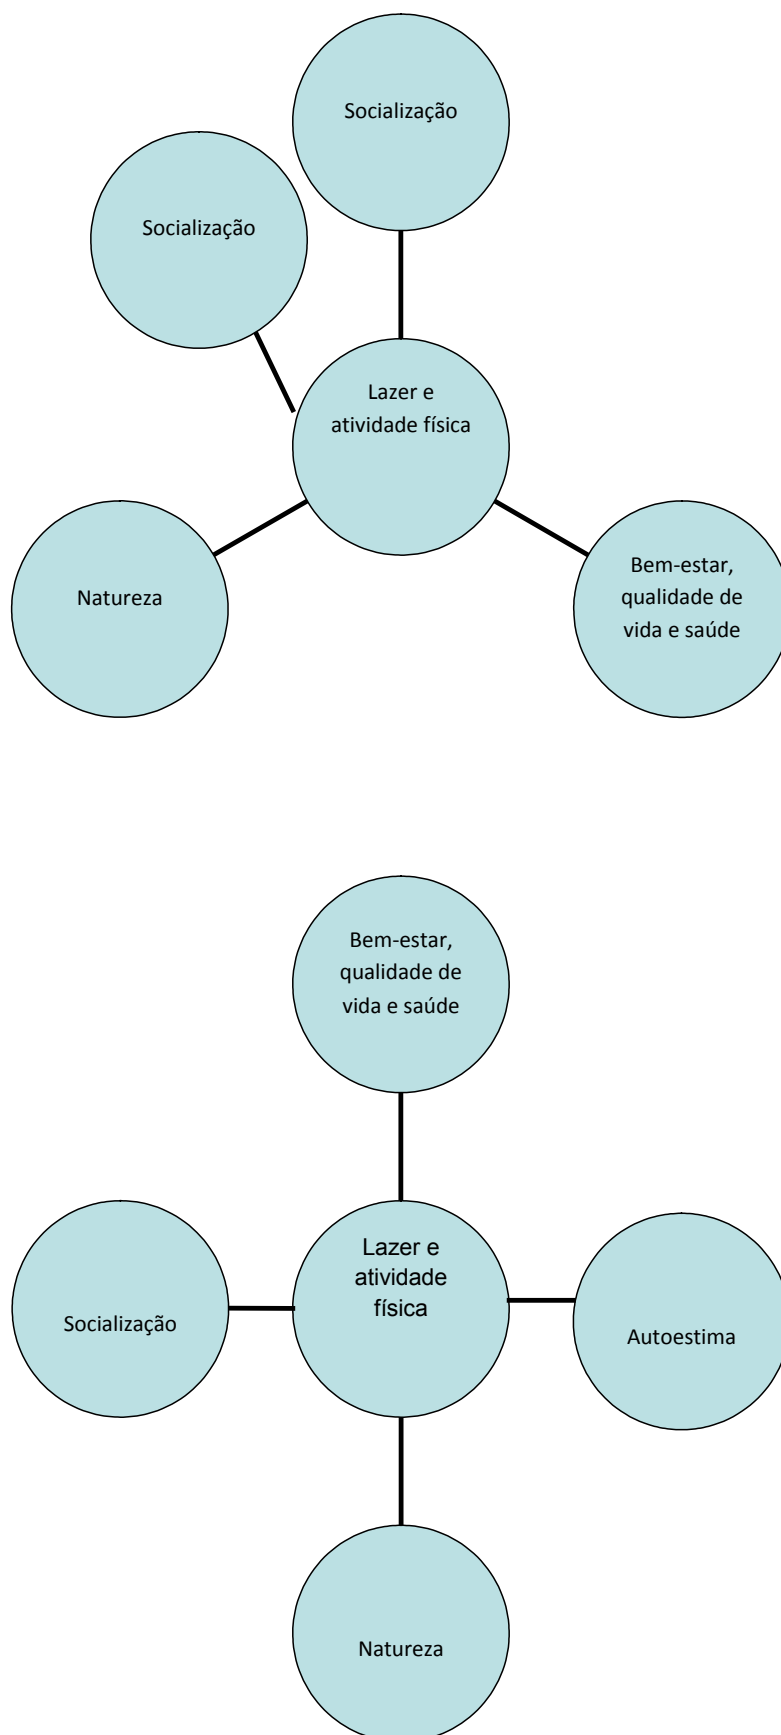 Socialização
Socialização
Lazer e
atividade física
Natureza
Bem-estar,
qualidade de
vida e saúde
Bem-estar,
qualidade de
vida e saúde
Lazer e
atividade
física
Socialização
Autoestima
Natureza